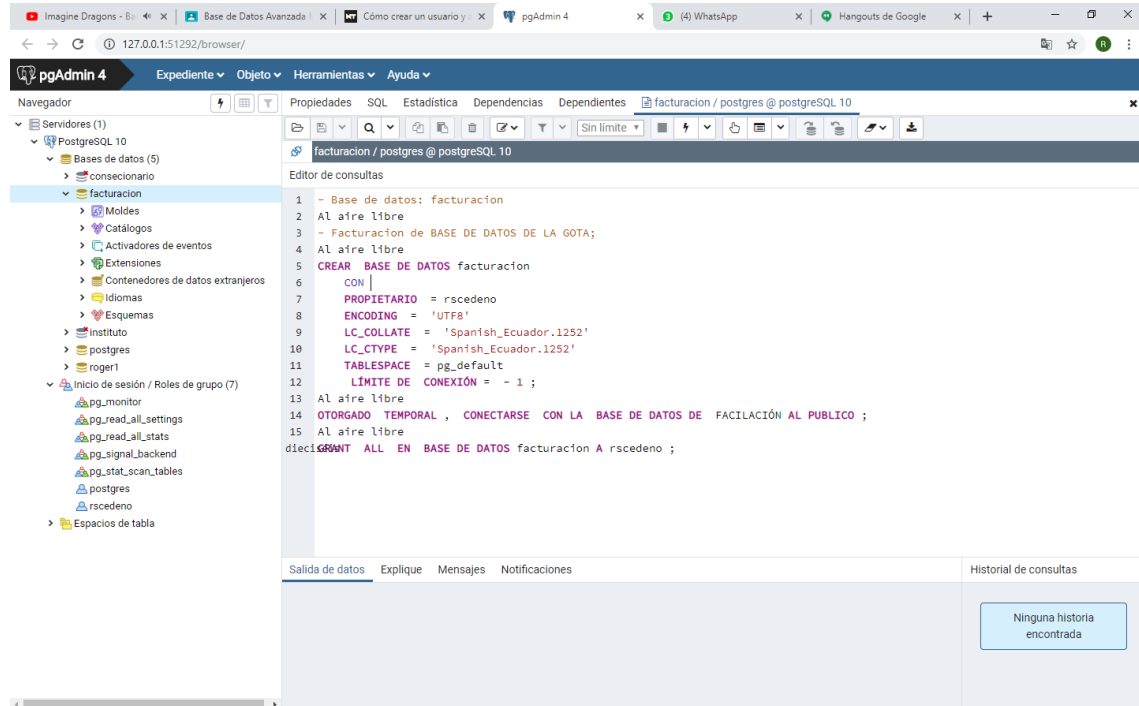 Imagine Dragons - Ba
Base de Datos Avanzada
Cómo crear un usuario y a
pgAdmin 4
(4) WhatsApp
Hangouts de Google
127.0.0.1:51292/browser/
R
pgAdmin 4
Expediente
Objeto
Herramientas
Ayuda
Navegador
Propiedades
SQL
Estadística
Dependencias
Dependientes
facturacion / postgres @ postgreSQL 10
Servidores (1)
PostgreSQL 10
Bases de datos (5)
consecionario
facturacion
Moldes
Catálogos
Activadores de eventos
Extensiones
Contenedores de datos extranjeros
Idiomas
Esquemas
instituto
postgres
roger1
Inicio de sesión / Roles de grupo (7)
pg_monitor
pg_read_all_settings
pg_read_all_stats
pg_signal_backend
pg_stat_scan_tables
postgres
rscedeno
Espacios de tabla
Sin límite
facturacion / postgres @ postgreSQL 10
Editor de consultas
1 - Base de datos: facturacion
2 Al aire libre
3 - Facturacion de BASE DE DATOS DE LA GOTA;
4 Al aire libre
5 CREAR BASE DE DATOS facturacion
6 CON
7 PROPIETARIO = rscedeno
8 ENCODING = 'UTF8'
9 LC_COLLATE = 'Spanish_Ecuador.1252'
10 LC_CTYPE = 'Spanish_Ecuador.1252'
11 TABLESPACE = pg_default
12 LÍMITE DE CONEXIÓN = - 1 ;
13 Al aire libre
14 OTORGADO TEMPORAL , CONECTARSE CON LA BASE DE DATOS DE FACILACIÓN AL PUBLICO ;
15 Al aire libre
dieciséis GRANT ALL EN BASE DE DATOS facturacion A rscedeno ;
Salida de datos
Explique
Mensajes
Notificaciones
Historial de consultas
Ninguna historia
encontrada